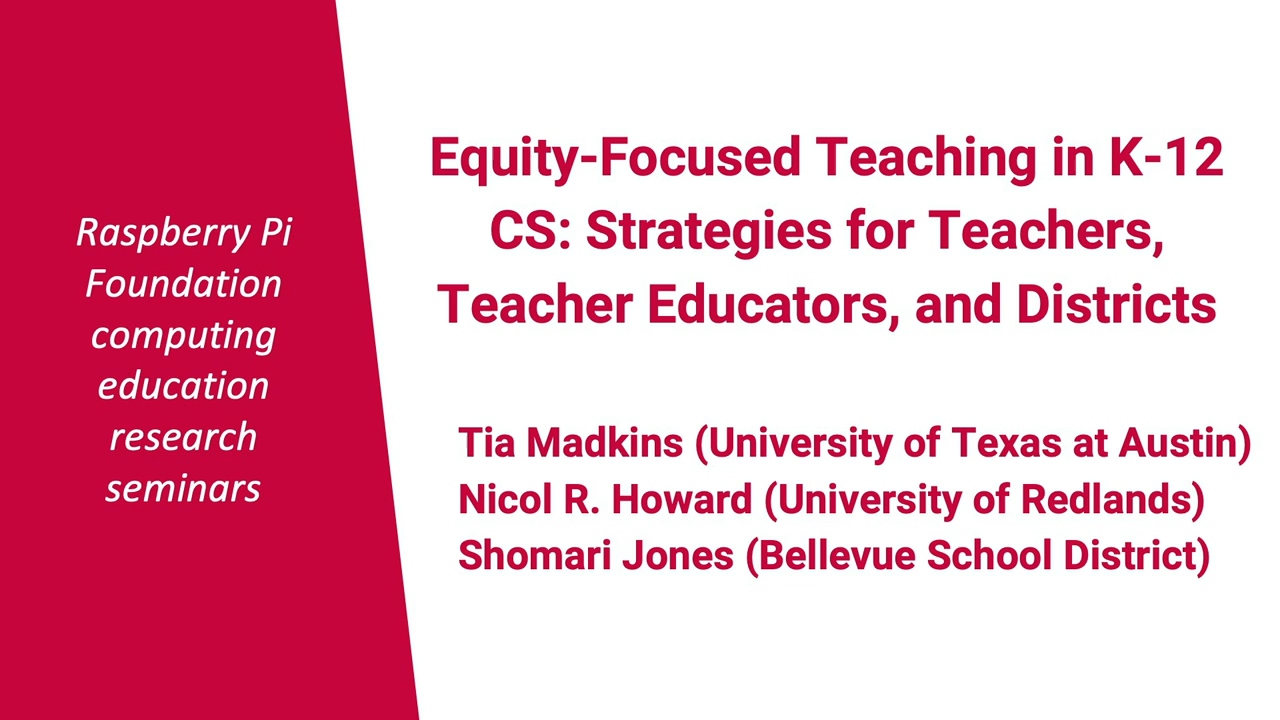 Raspberry Pi
Foundation
computing
education
research
seminars
Equity-Focused Teaching in K-12
CS: Strategies for Teachers,
Teacher Educators, and Districts
Tia Madkins (University of Texas at Austin)
Nicol R. Howard (University of Redlands)
Shomari Jones (Bellevue School District)